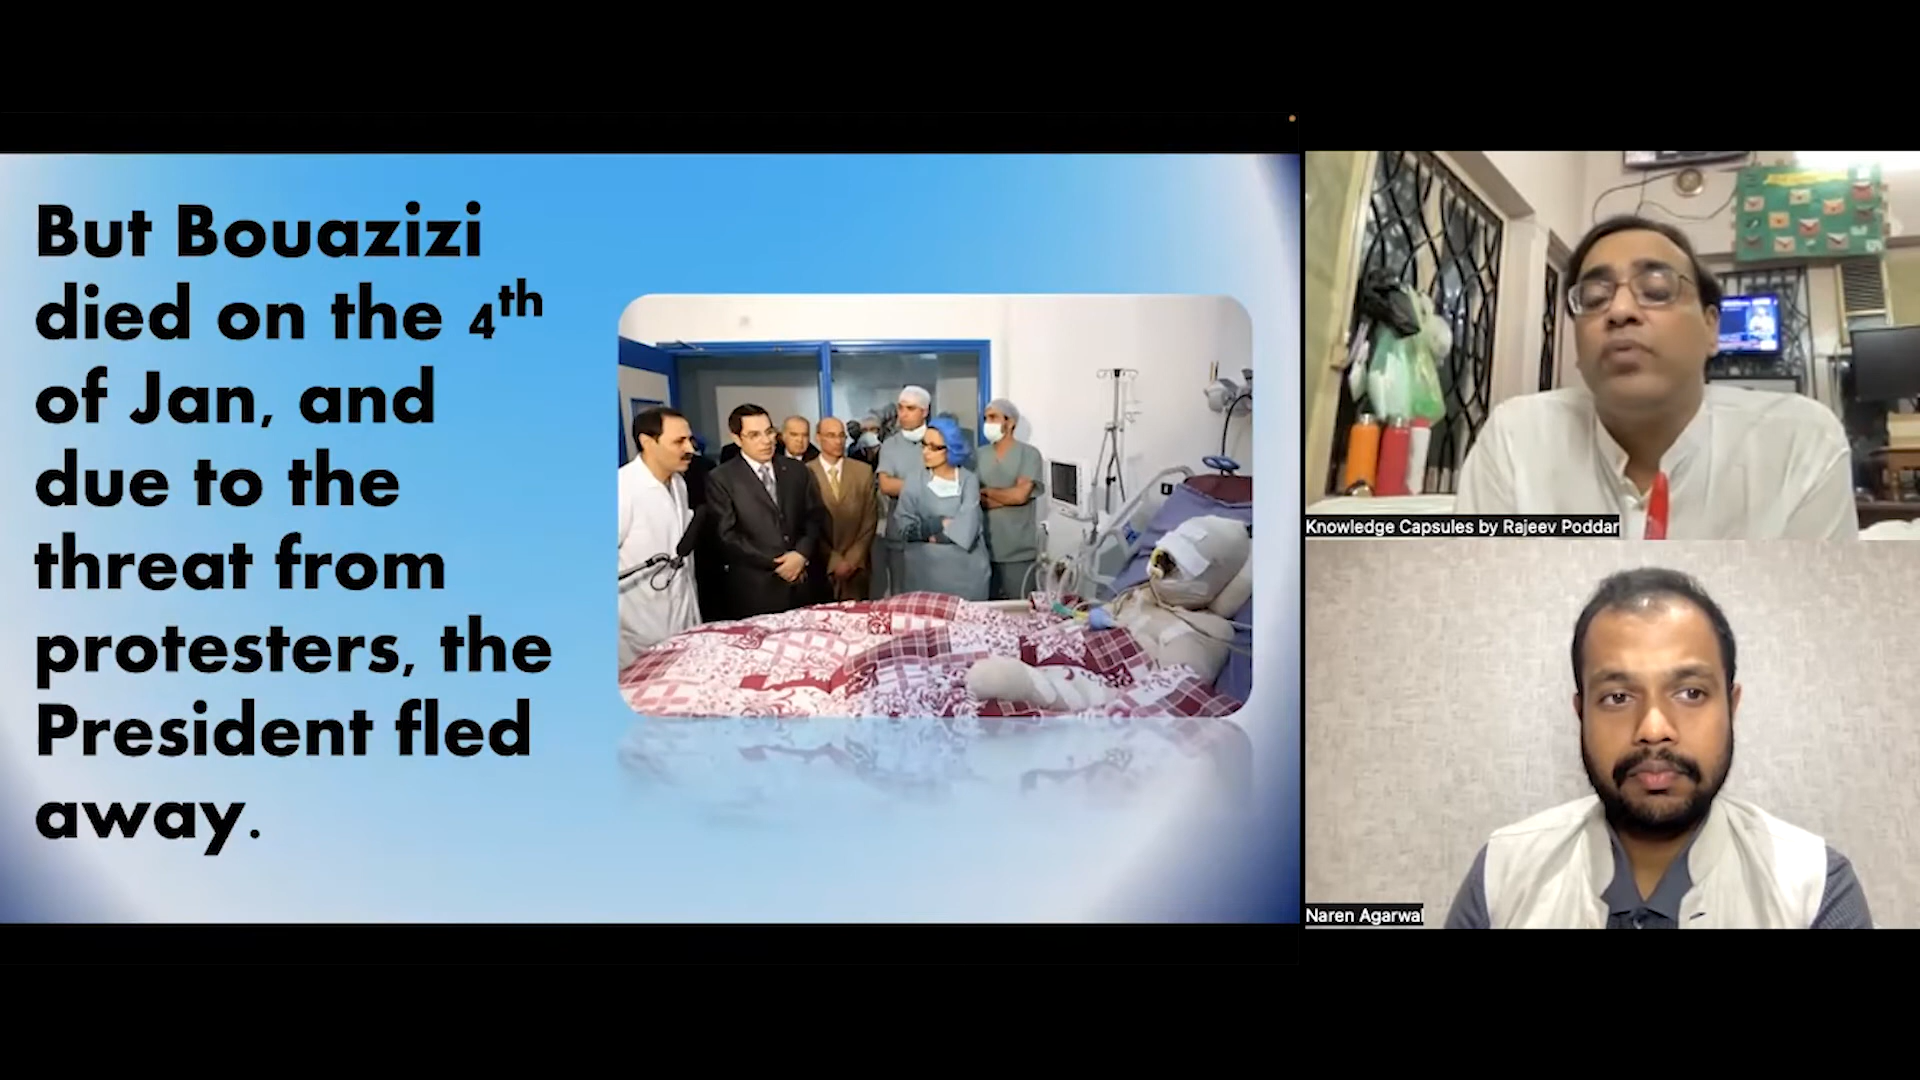 But Bouazizi
died on the 4th
of Jan, and
due to the
threat from
protesters, the
President fled
away.
Knowledge Capsules by Rajeev Poddar
Naren Agarwal